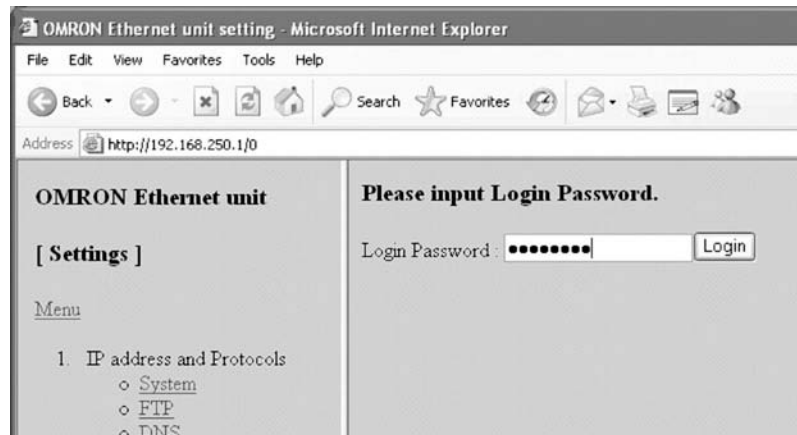 OMRON Ethernet unit setting - Microsoft Internet Explorer
File Edit View Favorites Tools Help
Back Search Favorites
Address http://192.168.250.1/0
OMRON Ethernet unit
[ Settings ]
Menu
1. IP address and Protocols
System
FTP
DNS
Please input Login Password.
Login Password : ●●●●●●●● Login